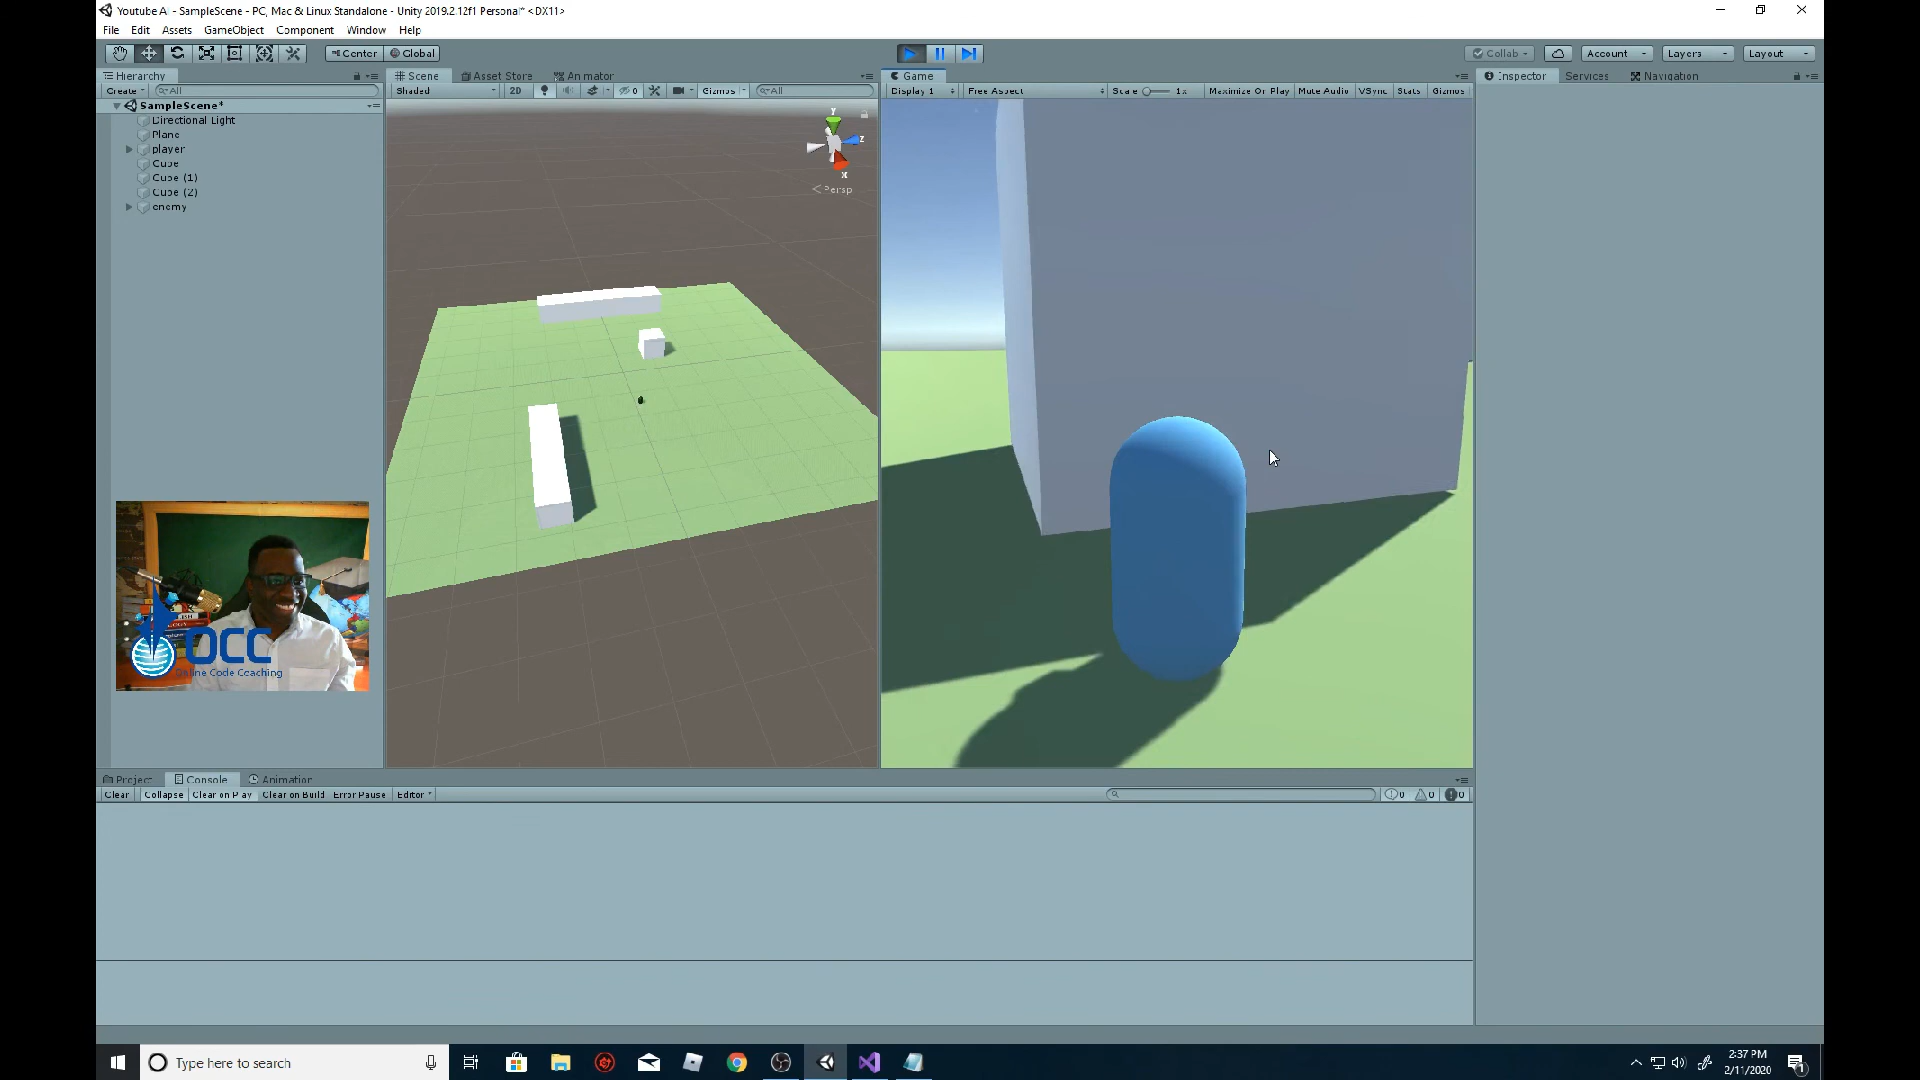 Youtube AI - SampleScene - PC, Mac & Linux Standalone - Unity 2019.2.12f1 Personal* <DX11>
File Edit Assets GameObject Component Window Help
Center Global
Collab Account Layers Layout
Hierarchy
Scene Asset Store Animator
Game
Inspector Services Navigation
Create All
Shaded 2D 0 Gizmos All
Display 1 Free Aspect Scale 1x Maximize On Play Mute Audio VSync Stats Gizmos
SampleScene*
Directional Light
Plane
player
Cube
Cube (1)
Cube (2)
enemy
y
z
x
< Persp
OCC
Online Code Coaching
Project Console Animation
Clear Collapse Clear on Play Clear on Build Error Pause Editor
0 0 0
Type here to search
2:37 PM
2/11/2020
1